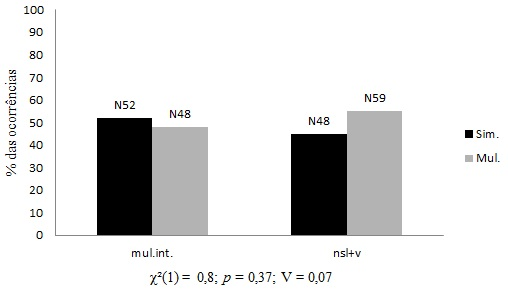 % das ocorrências
100
90
80
70
60
50
40
30
20
10
0
N52
N48
N48
N59
mul.int.
nsl+v
Sim.
Mul.
χ²(1) = 0,8; p = 0,37; V = 0,07